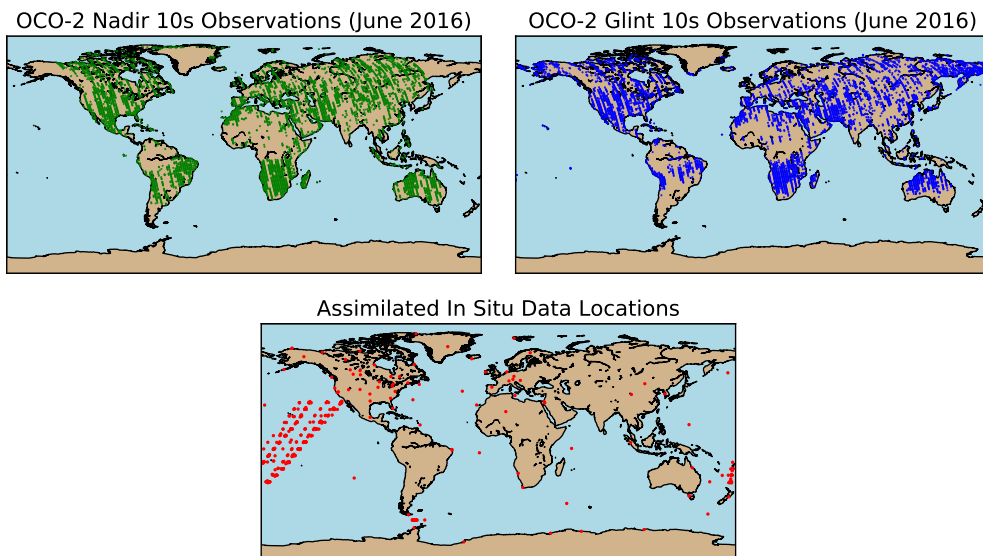 OCO-2 Nadir 10s Observations (June 2016)
OCO-2 Glint 10s Observations (June 2016)
Assimilated In Situ Data Locations